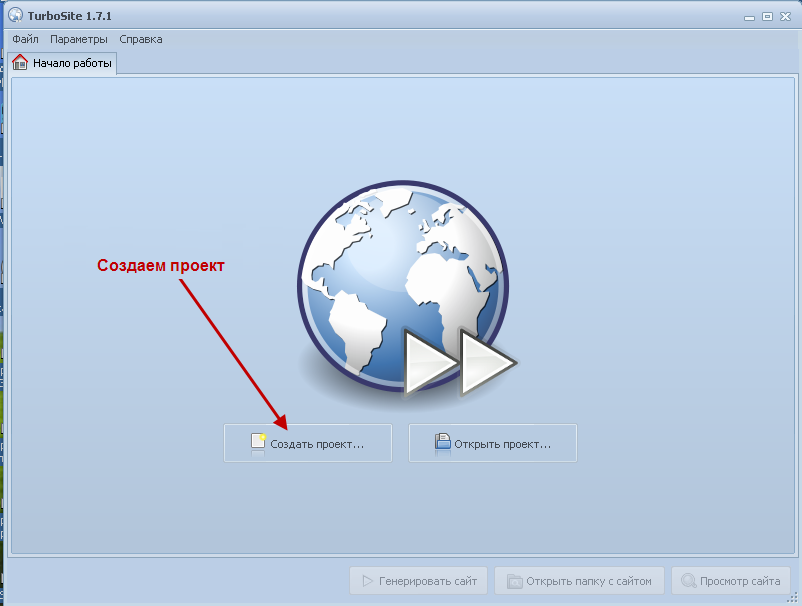 TurboSite 1.7.1
Файл Параметры Справка
Начало работы
Создаем проект
Создать проект... Открыть проект...
Генерировать сайт Открыть папку с сайтом Просмотр сайта